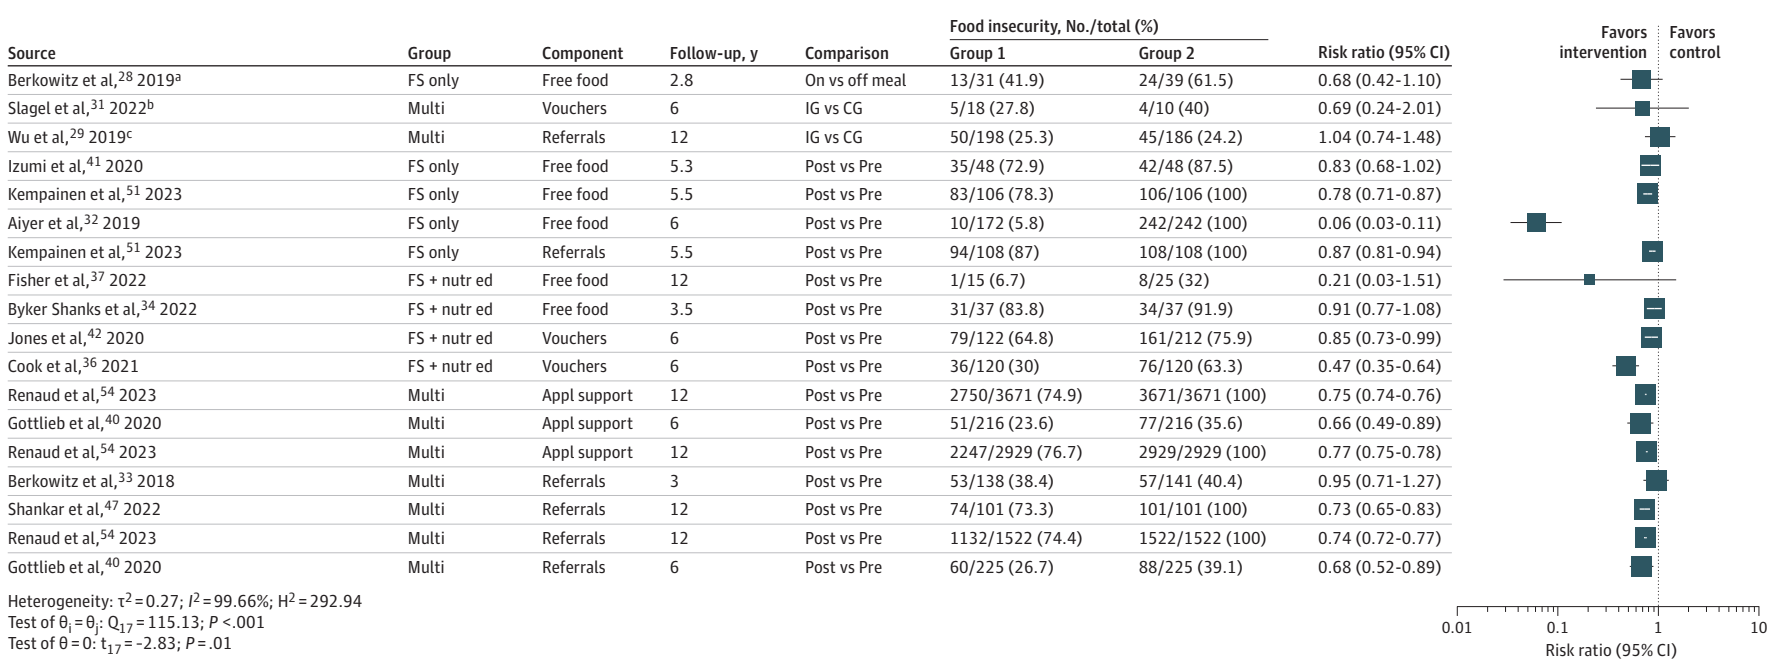 Food insecurity, No./total (%)
Source Group Component Follow-up, y Comparison Group 1 Group 2 Risk ratio (95% CI) Favors intervention Favors control
Berkowitz et al,28 2019a FS only Free food 2.8 On vs off meal 13/31 (41.9) 24/39 (61.5) 0.68 (0.42-1.10)
Slagel et al,31 2022b Multi Vouchers 6 IG vs CG 5/18 (27.8) 4/10 (40) 0.69 (0.24-2.01)
Wu et al,29 2019c Multi Referrals 12 IG vs CG 50/198 (25.3) 45/186 (24.2) 1.04 (0.74-1.48)
Izumi et al,41 2020 FS only Free food 5.3 Post vs Pre 35/48 (72.9) 42/48 (87.5) 0.83 (0.68-1.02)
Kempainen et al,51 2023 FS only Free food 5.5 Post vs Pre 83/106 (78.3) 106/106 (100) 0.78 (0.71-0.87)
Aiyer et al,32 2019 FS only Free food 6 Post vs Pre 10/172 (5.8) 242/242 (100) 0.06 (0.03-0.11)
Kempainen et al,51 2023 FS only Referrals 5.5 Post vs Pre 94/108 (87) 108/108 (100) 0.87 (0.81-0.94)
Fisher et al,37 2022 FS + nutr ed Free food 12 Post vs Pre 1/15 (6.7) 8/25 (32) 0.21 (0.03-1.51)
Byker Shanks et al,34 2022 FS + nutr ed Free food 3.5 Post vs Pre 31/37 (83.8) 34/37 (91.9) 0.91 (0.77-1.08)
Jones et al,42 2020 FS + nutr ed Vouchers 6 Post vs Pre 79/122 (64.8) 161/212 (75.9) 0.85 (0.73-0.99)
Cook et al,36 2021 FS + nutr ed Vouchers 6 Post vs Pre 36/120 (30) 76/120 (63.3) 0.47 (0.35-0.64)
Renaud et al,54 2023 Multi Appl support 12 Post vs Pre 2750/3671 (74.9) 3671/3671 (100) 0.75 (0.74-0.76)
Gottlieb et al,40 2020 Multi Appl support 6 Post vs Pre 51/216 (23.6) 77/216 (35.6) 0.66 (0.49-0.89)
Renaud et al,54 2023 Multi Appl support 12 Post vs Pre 2247/2929 (76.7) 2929/2929 (100) 0.77 (0.75-0.78)
Berkowitz et al,33 2018 Multi Referrals 3 Post vs Pre 53/138 (38.4) 57/141 (40.4) 0.95 (0.71-1.27)
Shankar et al,47 2022 Multi Referrals 12 Post vs Pre 74/101 (73.3) 101/101 (100) 0.73 (0.65-0.83)
Renaud et al,54 2023 Multi Referrals 12 Post vs Pre 1132/1522 (74.4) 1522/1522 (100) 0.74 (0.72-0.77)
Gottlieb et al,40 2020 Multi Referrals 6 Post vs Pre 60/225 (26.7) 88/225 (39.1) 0.68 (0.52-0.89)
Heterogeneity: τ2 = 0.27; I2 = 99.66%; H2 = 292.94
Test of θi = θj: Q17 = 115.13; P <.001
Test of θ = 0: t17 = -2.83; P = .01
0.01 0.1 1 10
Risk ratio (95% CI)